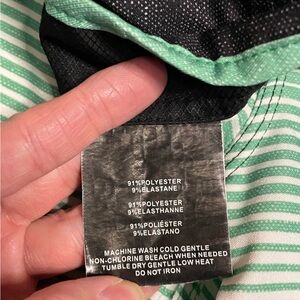 91%POLYESTER
9%ELASTANE
91%POLYESTER
9%ELASTHANNE
91%POLIÉSTER
9%ELASTANO
MACHINE WASH COLD GENTLE
NON-CHLORINE BLEACH WHEN NEEDED
TUMBLE DRY GENTLE LOW HEAT
DO NOT IRON